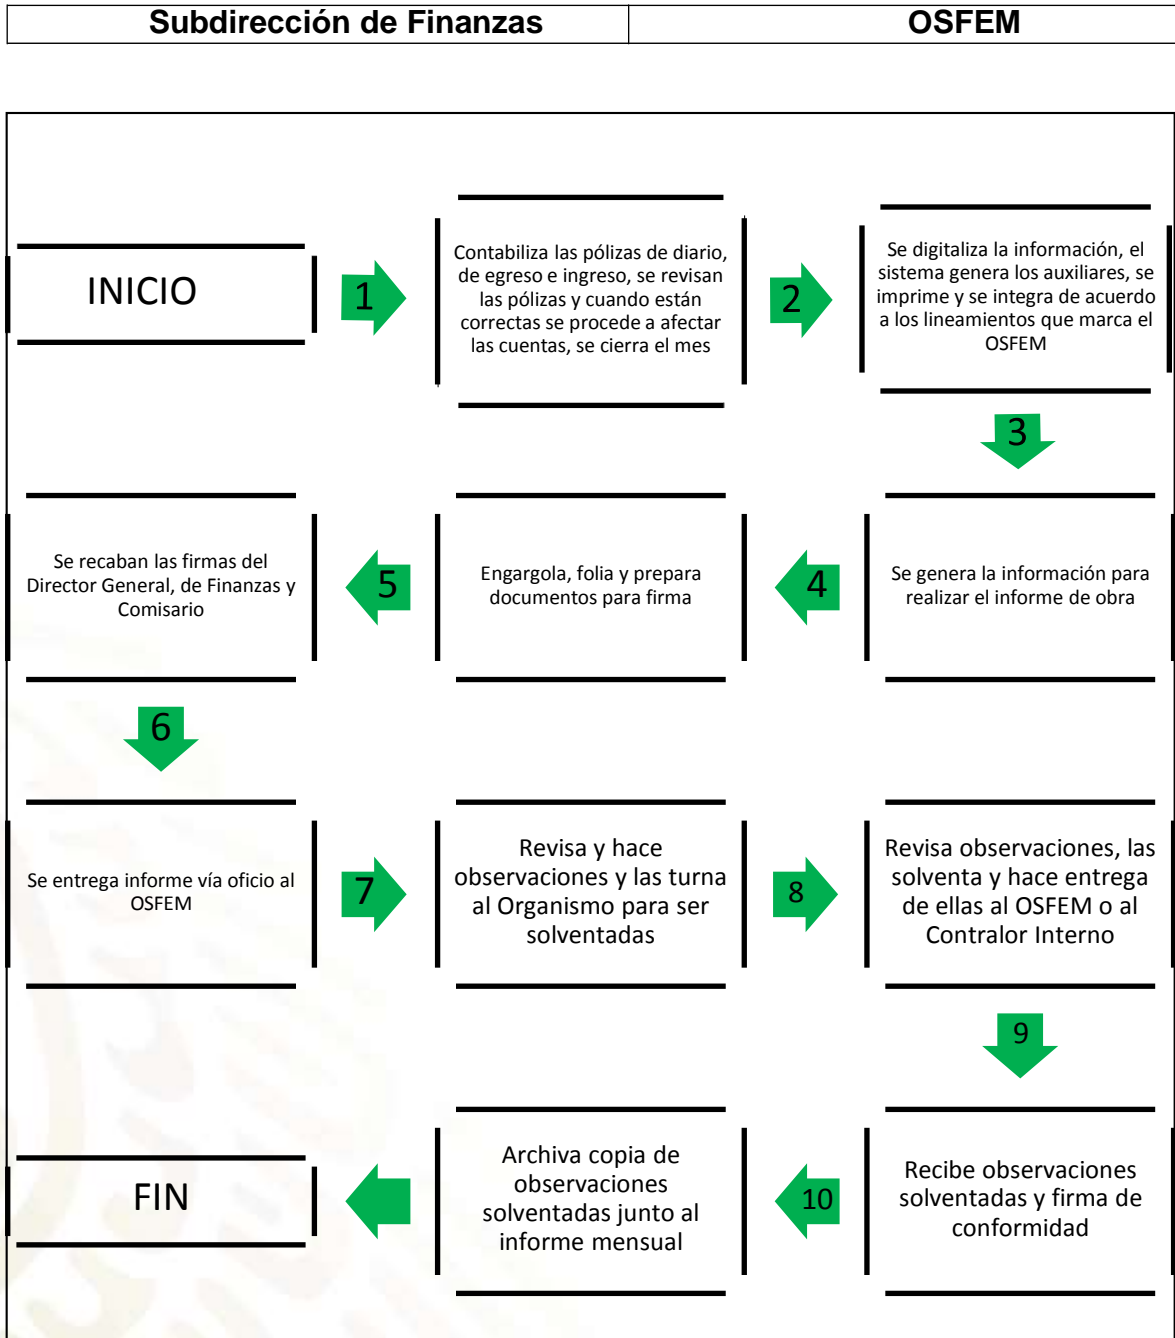 Subdirección de Finanzas
OSFEM
INICIO
1
Contabiliza las pólizas de diario,
de egreso e ingreso, se revisan
las pólizas y cuando están
correctas se procede a afectar
las cuentas, se cierra el mes
2
Se digitaliza la información, el
sistema genera los auxiliares, se
imprime y se integra de acuerdo
a los lineamientos que marca el
OSFEM
3
Se genera la información para
realizar el informe de obra
4
Engargola, folia y prepara
documentos para firma
5
Se recaban las firmas del
Director General, de Finanzas y
Comisario
6
Se entrega informe vía oficio al
OSFEM
7
Revisa y hace
observaciones y las turna
al Organismo para ser
solventadas
8
Revisa observaciones, las
solventa y hace entrega
de ellas al OSFEM o al
Contralor Interno
9
Recibe observaciones
solventadas y firma de
conformidad
10
Archiva copia de
observaciones
solventadas junto al
informe mensual
FIN